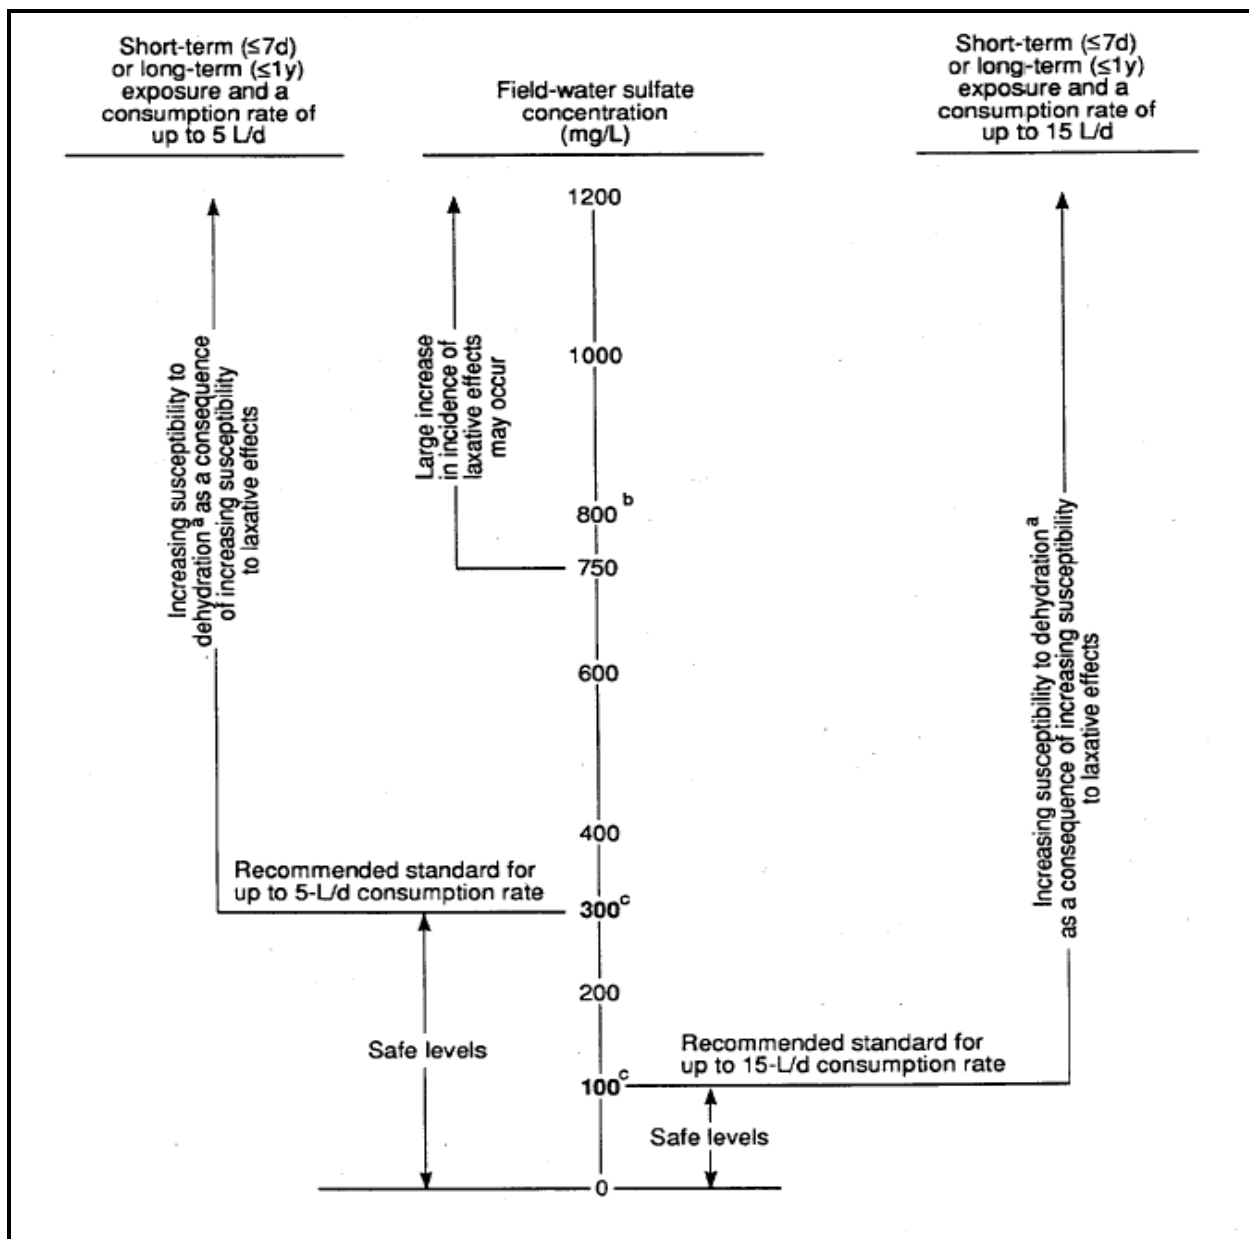 Short-term (≤7d)
or long-term (≤1y)
exposure and a
consumption rate of
up to 5 L/d
Field-water sulfate
concentration
(mg/L)
Short-term (≤7d)
or long-term (≤1y)
exposure and a
consumption rate of
up to 15 L/d
1200
1000
800 b
750
600
400
300c
200
100c
0
Increasing susceptibility to
dehydration a as a consequence
of increasing susceptibility
to laxative effects
Large increase
in incidence of
laxative effects
may occur
Increasing susceptibility to dehydration a
as a consequence of increasing susceptibility
to laxative effects
Recommended standard for
up to 5-L/d consumption rate
Safe levels
Recommended standard for
up to 15-L/d consumption rate
Safe levels